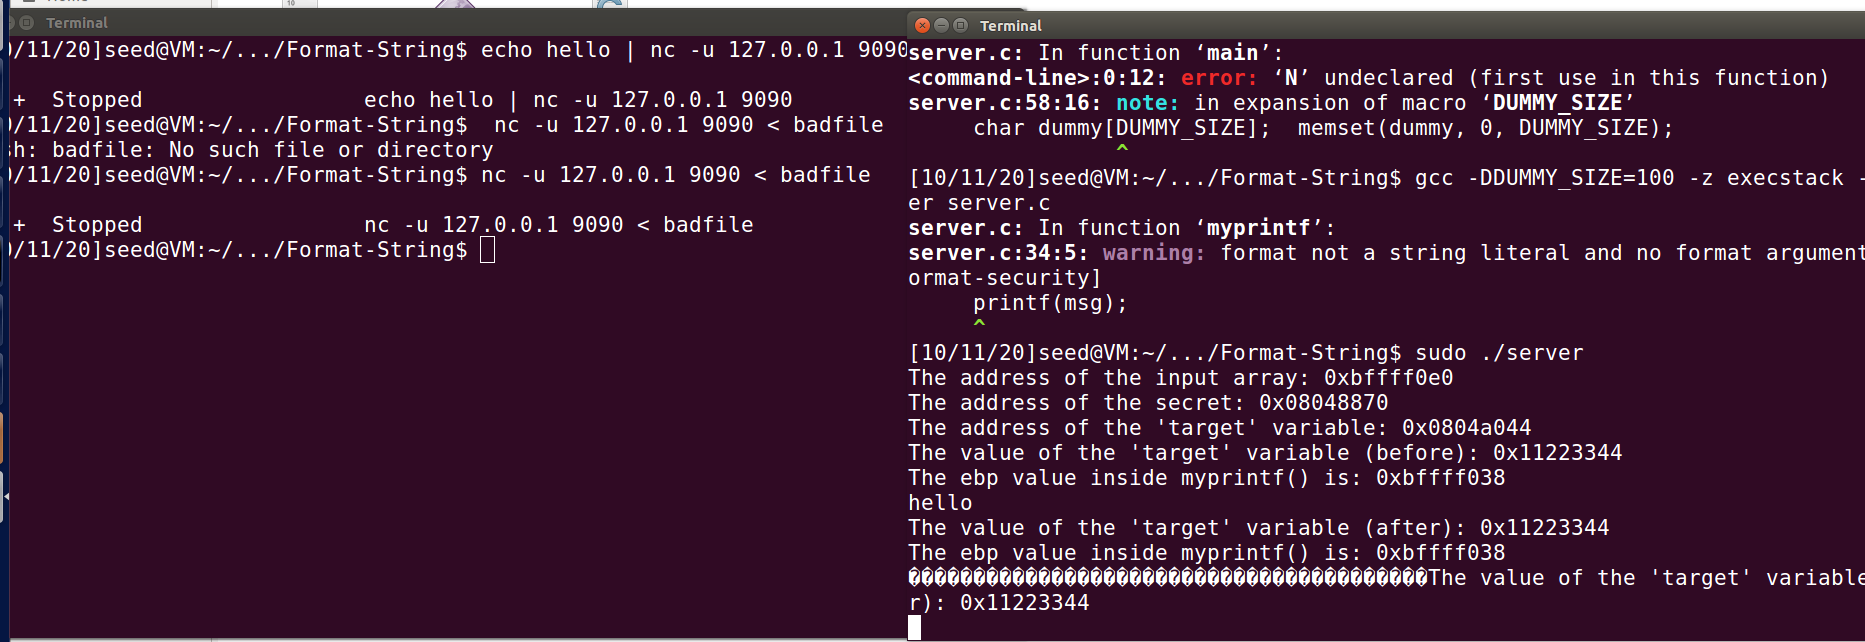 Terminal
0/11/20]seed@VM:~/.../Format-String$ echo hello | nc -u 127.0.0.1 9090
+  Stopped                 echo hello | nc -u 127.0.0.1 9090
0/11/20]seed@VM:~/.../Format-String$  nc -u 127.0.0.1 9090 < badfile
sh: badfile: No such file or directory
0/11/20]seed@VM:~/.../Format-String$ nc -u 127.0.0.1 9090 < badfile
+  Stopped                 nc -u 127.0.0.1 9090 < badfile
0/11/20]seed@VM:~/.../Format-String$
Terminal
server.c: In function ‘main’:
<command-line>:0:12: error: ‘N’ undeclared (first use in this function)
server.c:58:16: note: in expansion of macro ‘DUMMY_SIZE’
     char dummy[DUMMY_SIZE];  memset(dummy, 0, DUMMY_SIZE);
                ^
[10/11/20]seed@VM:~/.../Format-String$ gcc -DDUMMY_SIZE=100 -z execstack -
er server.c
server.c: In function ‘myprintf’:
server.c:34:5: warning: format not a string literal and no format argument
ormat-security]
     printf(msg);
     ^
[10/11/20]seed@VM:~/.../Format-String$ sudo ./server
The address of the input array: 0xbffff0e0
The address of the secret: 0x08048870
The address of the 'target' variable: 0x0804a044
The value of the 'target' variable (before): 0x11223344
The ebp value inside myprintf() is: 0xbffff038
hello
The value of the 'target' variable (after): 0x11223344
The ebp value inside myprintf() is: 0xbffff038
����������������������������������������The value of the 'target' variable
r): 0x11223344